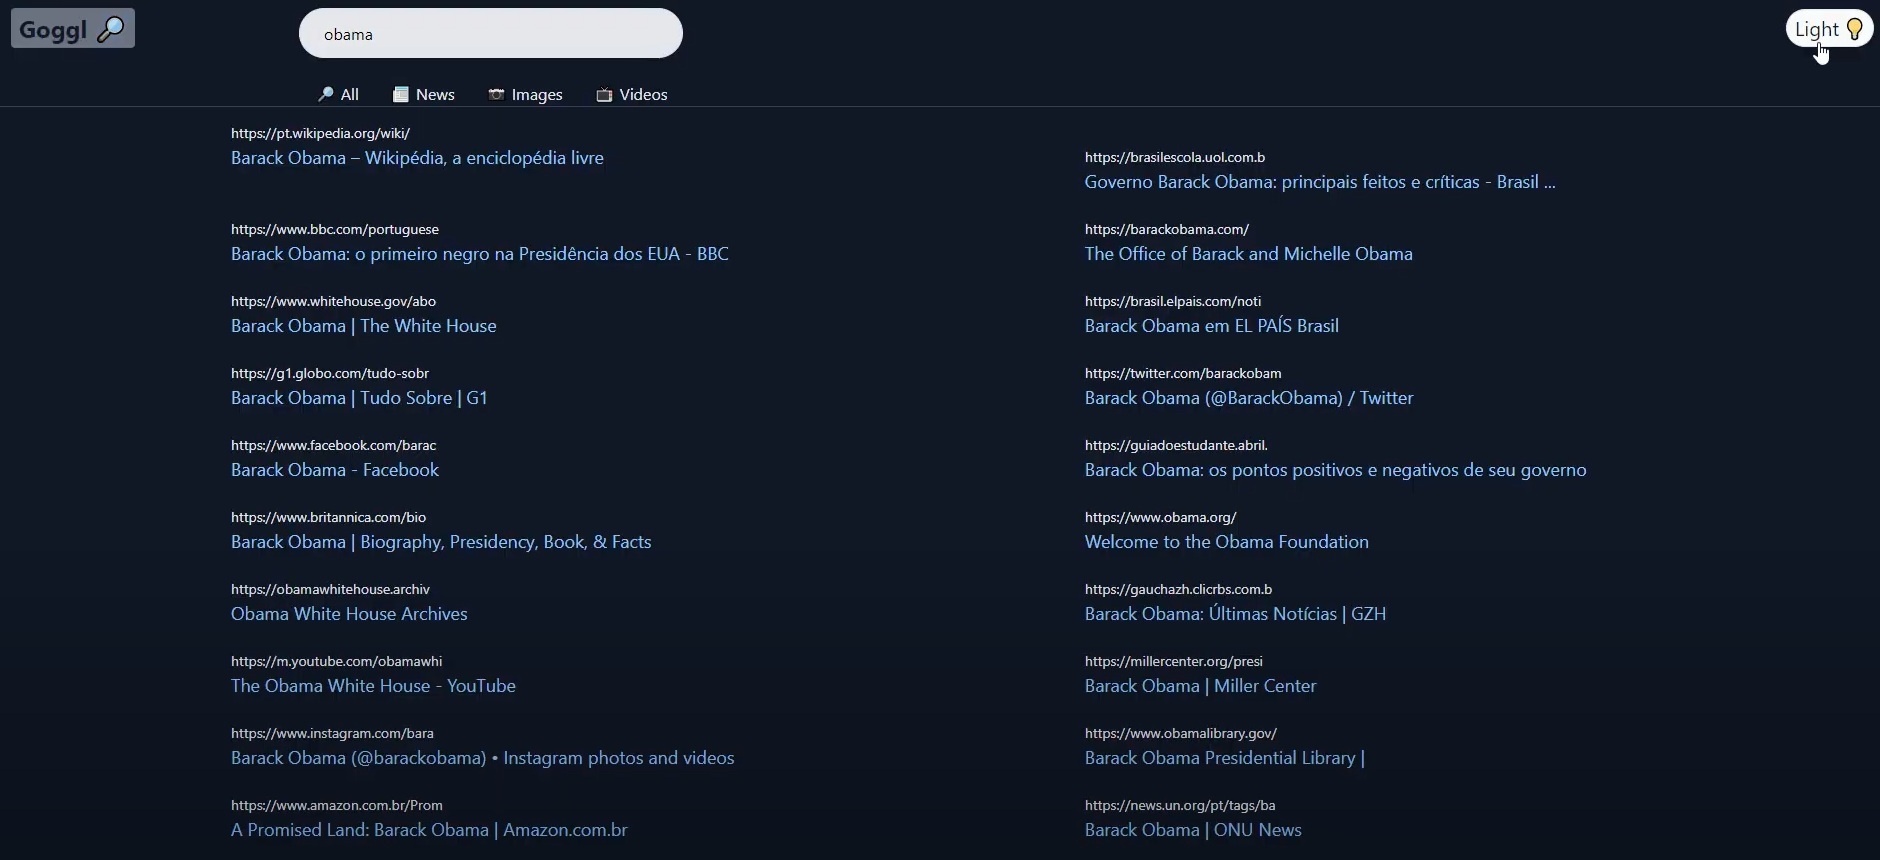 Goggl
obama
Light
All
News
Images
Videos
https://pt.wikipedia.org/wiki/
Barack Obama – Wikipédia, a enciclopédia livre
https://brasilescola.uol.com.b
Governo Barack Obama: principais feitos e críticas - Brasil ...
https://www.bbc.com/portuguese
Barack Obama: o primeiro negro na Presidência dos EUA - BBC
https://barackobama.com/
The Office of Barack and Michelle Obama
https://www.whitehouse.gov/abo
Barack Obama | The White House
https://brasil.elpais.com/noti
Barack Obama em EL PAÍS Brasil
https://g1.globo.com/tudo-sobr
Barack Obama | Tudo Sobre | G1
https://twitter.com/barackobam
Barack Obama (@BarackObama) / Twitter
https://www.facebook.com/barac
Barack Obama - Facebook
https://guiadoestudante.abril.
Barack Obama: os pontos positivos e negativos de seu governo
https://www.britannica.com/bio
Barack Obama | Biography, Presidency, Book, & Facts
https://www.obama.org/
Welcome to the Obama Foundation
https://obamawhitehouse.archiv
Obama White House Archives
https://gauchazh.clicrbs.com.b
Barack Obama: Últimas Notícias | GZH
https://m.youtube.com/obamawhi
The Obama White House - YouTube
https://millercenter.org/presi
Barack Obama | Miller Center
https://www.instagram.com/bara
Barack Obama (@barackobama) • Instagram photos and videos
https://www.obamalibrary.gov/
Barack Obama Presidential Library |
https://www.amazon.com.br/Prom
A Promised Land: Barack Obama | Amazon.com.br
https://news.un.org/pt/tags/ba
Barack Obama | ONU News